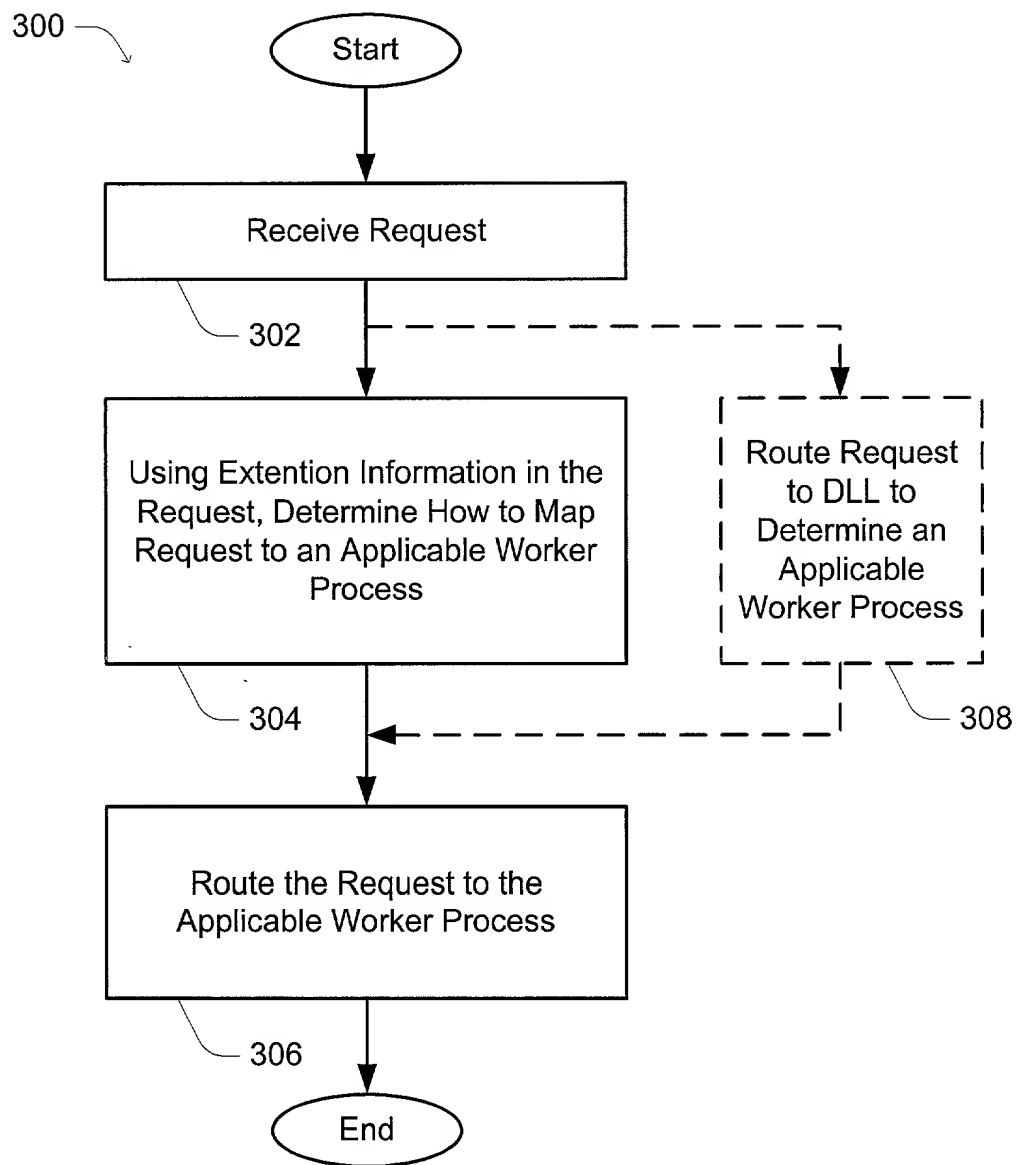 300
Start
Receive Request
302
Using Extention Information in the
Request, Determine How to Map
Request to an Applicable Worker
Process
304
Route Request
to DLL to
Determine an
Applicable
Worker Process
308
Route the Request to the
Applicable Worker Process
306
End